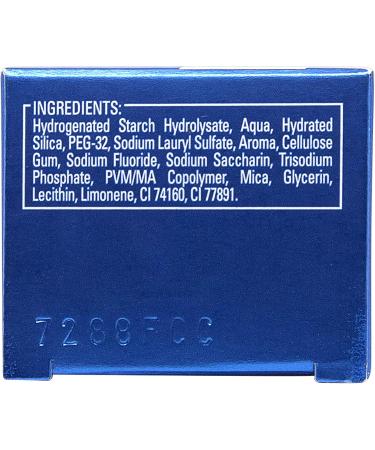 INGREDIENTS:
Hydrogenated Starch Hydrolysate, Aqua, Hydrated
Silica, PEG-32, Sodium Lauryl Sulfate, Aroma, Cellulose
Gum, Sodium Fluoride, Sodium Saccharin, Trisodium
Phosphate, PVM/MA Copolymer, Mica, Glycerin,
Lecithin, Limonene, CI 74160, CI 77891.
7288FCC